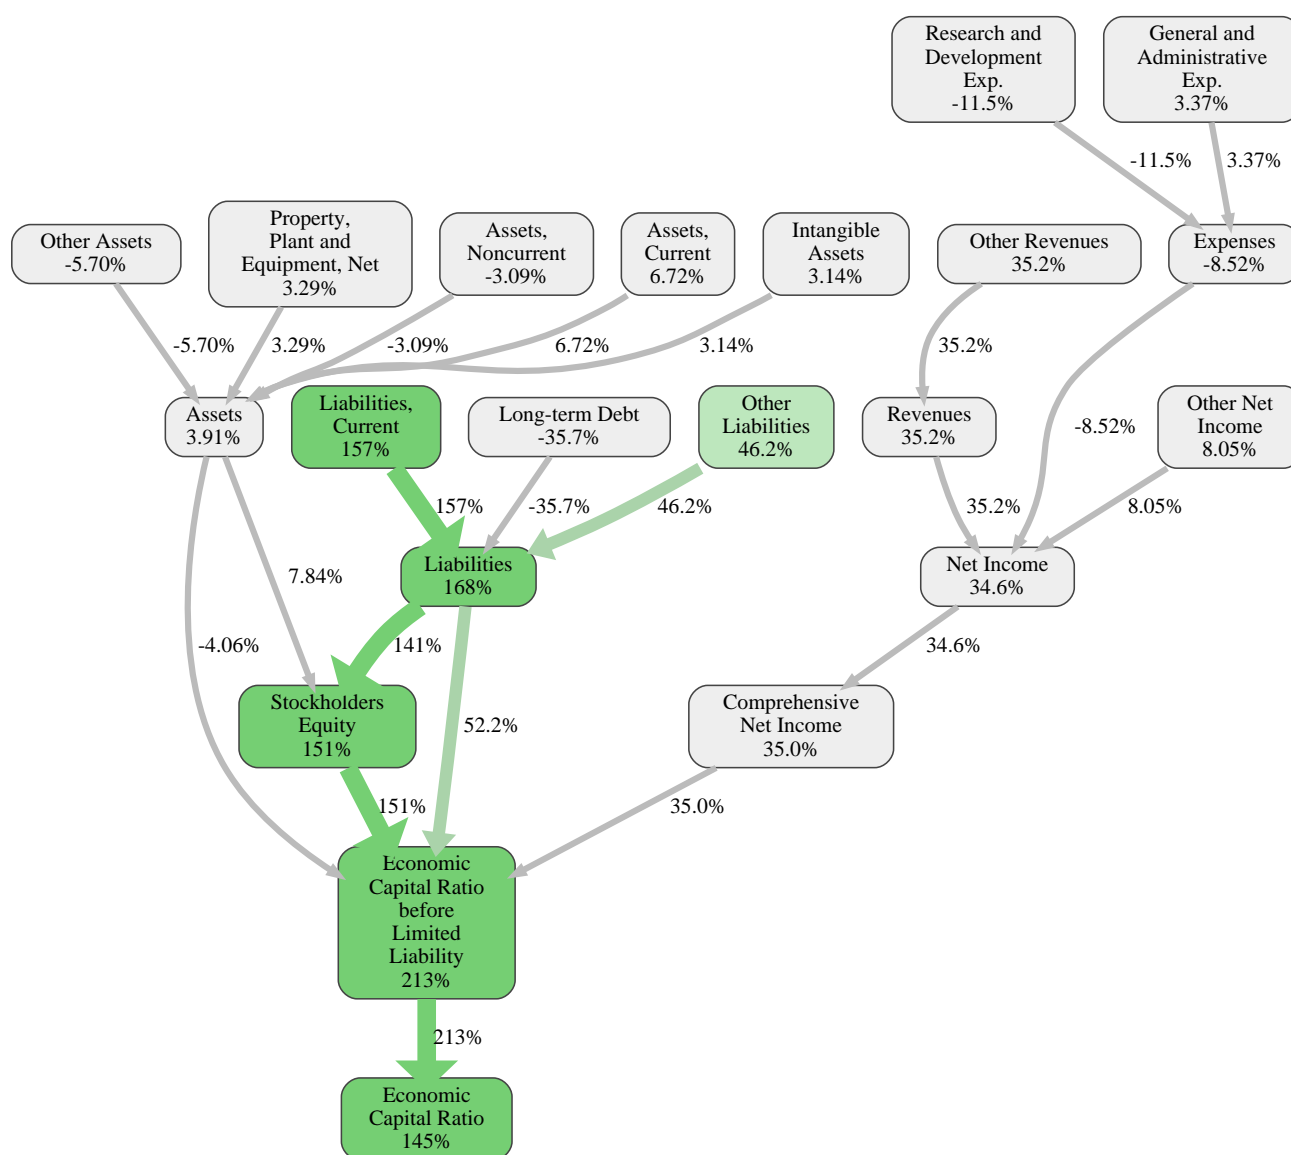 Research and
Development
Exp.
-11.5%
General and
Administrative
Exp.
3.37%
-11.5%
3.37%
Other Assets
-5.70%
Property,
Plant and
Equipment, Net
3.29%
Assets,
Noncurrent
-3.09%
Assets,
Current
6.72%
Intangible
Assets
3.14%
Other Revenues
35.2%
Expenses
-8.52%
-5.70%
3.29%
-3.09%
6.72%
3.14%
35.2%
Assets
3.91%
Liabilities,
Current
157%
Long-term Debt
-35.7%
Other
Liabilities
46.2%
Revenues
35.2%
-8.52%
Other Net
Income
8.05%
157%
-35.7%
46.2%
35.2%
8.05%
Liabilities
168%
Net Income
34.6%
7.84%
-4.06%
141%
34.6%
Stockholders
Equity
151%
52.2%
Comprehensive
Net Income
35.0%
151%
35.0%
Economic
Capital Ratio
before
Limited
Liability
213%
213%
Economic
Capital Ratio
145%